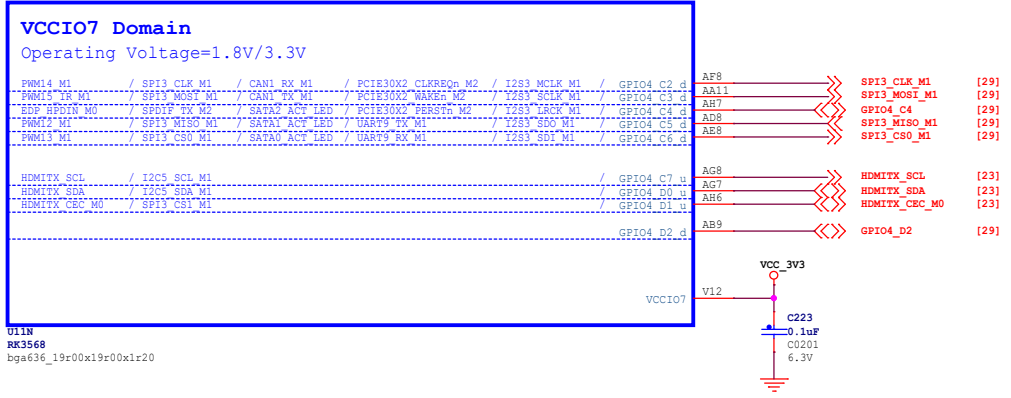 VCCIO7 Domain
Operating Voltage=1.8V/3.3V
PWM14_M1 / SPI3_CLK_M1 / CAN1_RX_M1 / PCIE30X2_CLKREQn_M2 / I2S3_MCLK_M1 / GPIO4_C2_d AF8 SPI3_CLK_M1 [29]
PWM15_IR_M1 / SPI3_MOSI_M1 / CAN1_TX_M1 / PCIE30X2_WAKEn_M2 / I2S3_SCLK_M1 / GPIO4_C3_d AA11 SPI3_MOSI_M1 [29]
EDP_HPDIN_M0 / SPDIF_TX_M2 / SATA2_ACT_LED / PCIE30X2_PERSTn_M2 / I2S3_LRCK_M1 / GPIO4_C4_d AH7 GPIO4_C4 [29]
PWM12_M1 / SPI3_MISO_M1 / SATA1_ACT_LED / UART9_TX_M1 / I2S3_SDO_M1 / GPIO4_C5_d AD8 SPI3_MISO_M1 [29]
PWM13_M1 / SPI3_CS0_M1 / SATA0_ACT_LED / UART9_RX_M1 / I2S3_SDI_M1 / GPIO4_C6_d AE8 SPI3_CS0_M1 [29]
HDMITX_SCL / I2C5_SCL_M1 / GPIO4_C7_u AG8 HDMITX_SCL [23]
HDMITX_SDA / I2C5_SDA_M1 / GPIO4_D0_u AG7 HDMITX_SDA [23]
HDMITX_CEC_M0 / SPI3_CS1_M1 / GPIO4_D1_u AH6 HDMITX_CEC_M0 [23]
GPIO4_D2_d AB9 GPIO4_D2 [29]
VCC_3V3
VCCIO7 V12
U11N
RK3568
bga636_19r00x19r00x1r20
C223
0.1uF
C0201
6.3V